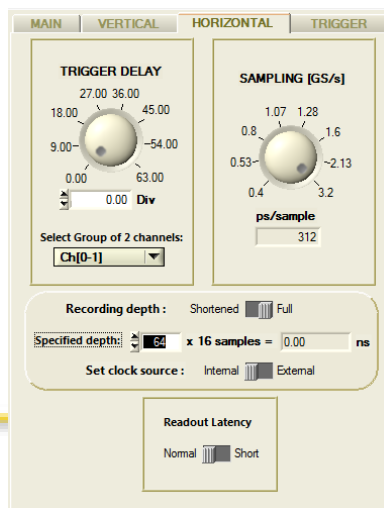 MAIN VERTICAL HORIZONTAL TRIGGER
TRIGGER DELAY
27.00 36.00
18.00 45.00
9.00 54.00
0.00 63.00
0.00 Div
Select Group of 2 channels:
Ch[0-1]
SAMPLING [GS/s]
1.07 1.28
0.8 1.6
0.53 2.13
0.4 3.2
ps/sample
312
Recording depth : Shortened Full
Specified depth: 64 x 16 samples = 0.00 ns
Set clock source : Internal External
Readout Latency
Normal Short